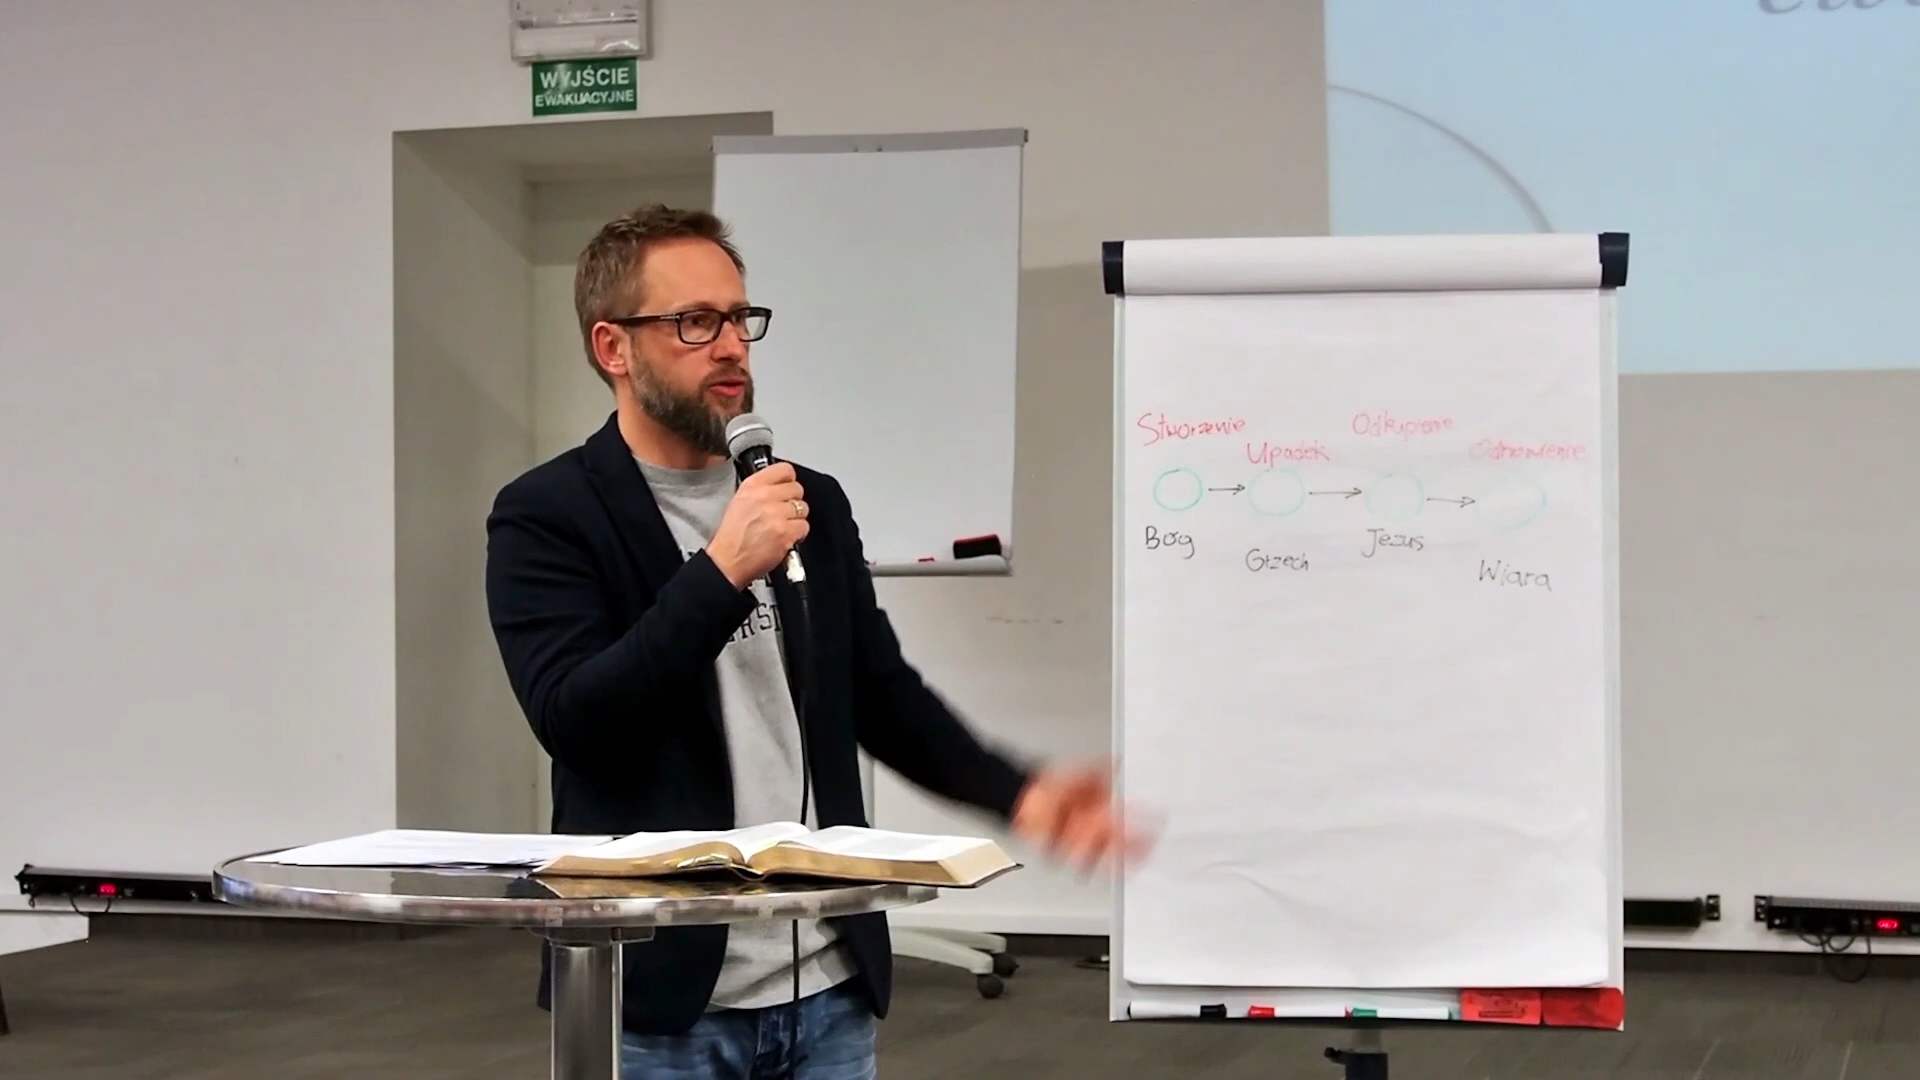 WYJŚCIE
EWAKUACYJNE
Stworzenie
Upadek
Odkupienie
Odnowienie
Bóg
Grzech
Jezus
Wiara